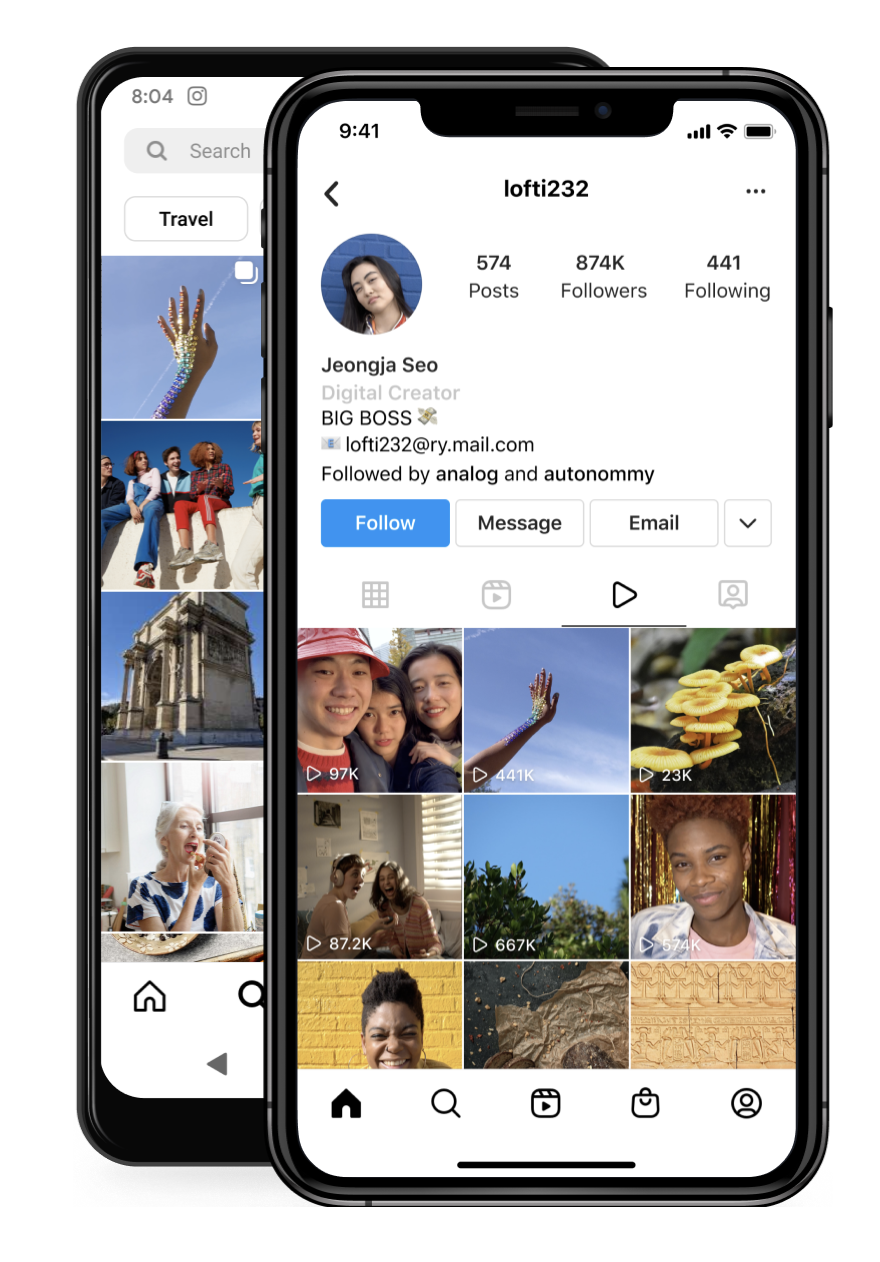 8:04
Search
Travel
9:41
lofti232
574 874K 441
Posts Followers Following
Jeongja Seo
Digital Creator
BIG BOSS 💸
📧 lofti232@ry.mail.com
Followed by analog and autonommy
Follow Message Email
97K 441K 23K
87.2K 667K 574K